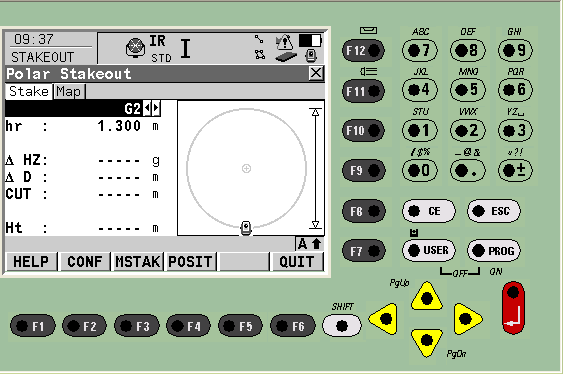 09:37
STAKEOUT
IR
STD
I
Polar Stakeout
Stake Map
G2
hr : 1.300 m
Δ HZ: ----- g
Δ D : ----- m
CUT : ----- m
Ht : ----- m
A
HELP CONF MSTAK POSIT QUIT
F12
F11
F10
F9
F8
F7
ABC DEF GHI
7 8 9
JKL MNO PQR
4 5 6
STU VWX YZ
1 2 3
/$% _@& *?!
0 . ±
CE ESC
USER PROG
OFF ON
PgUp
PgDn
SHIFT
F1 F2 F3 F4 F5 F6